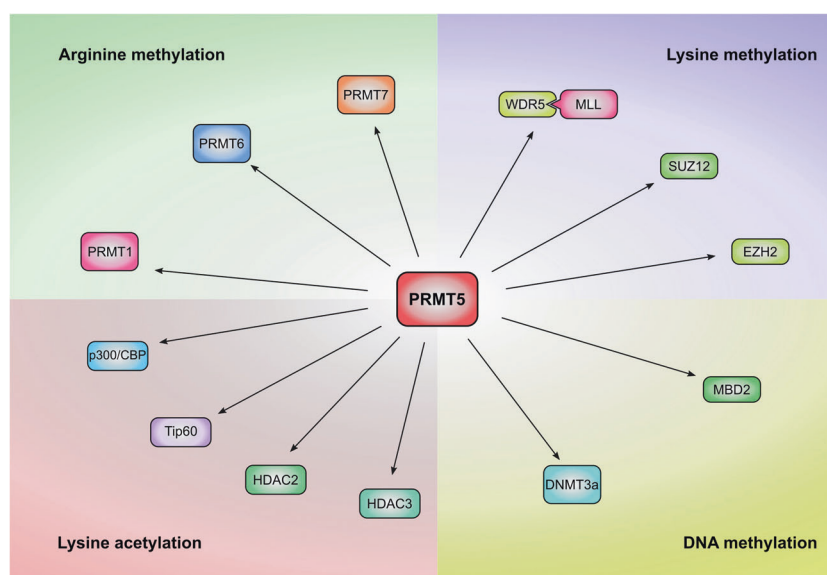 Arginine methylation
Lysine methylation
PRMT7
WDR5
MLL
PRMT6
SUZ12
PRMT1
EZH2
PRMT5
p300/CBP
MBD2
Tip60
HDAC2
DNMT3a
HDAC3
Lysine acetylation
DNA methylation